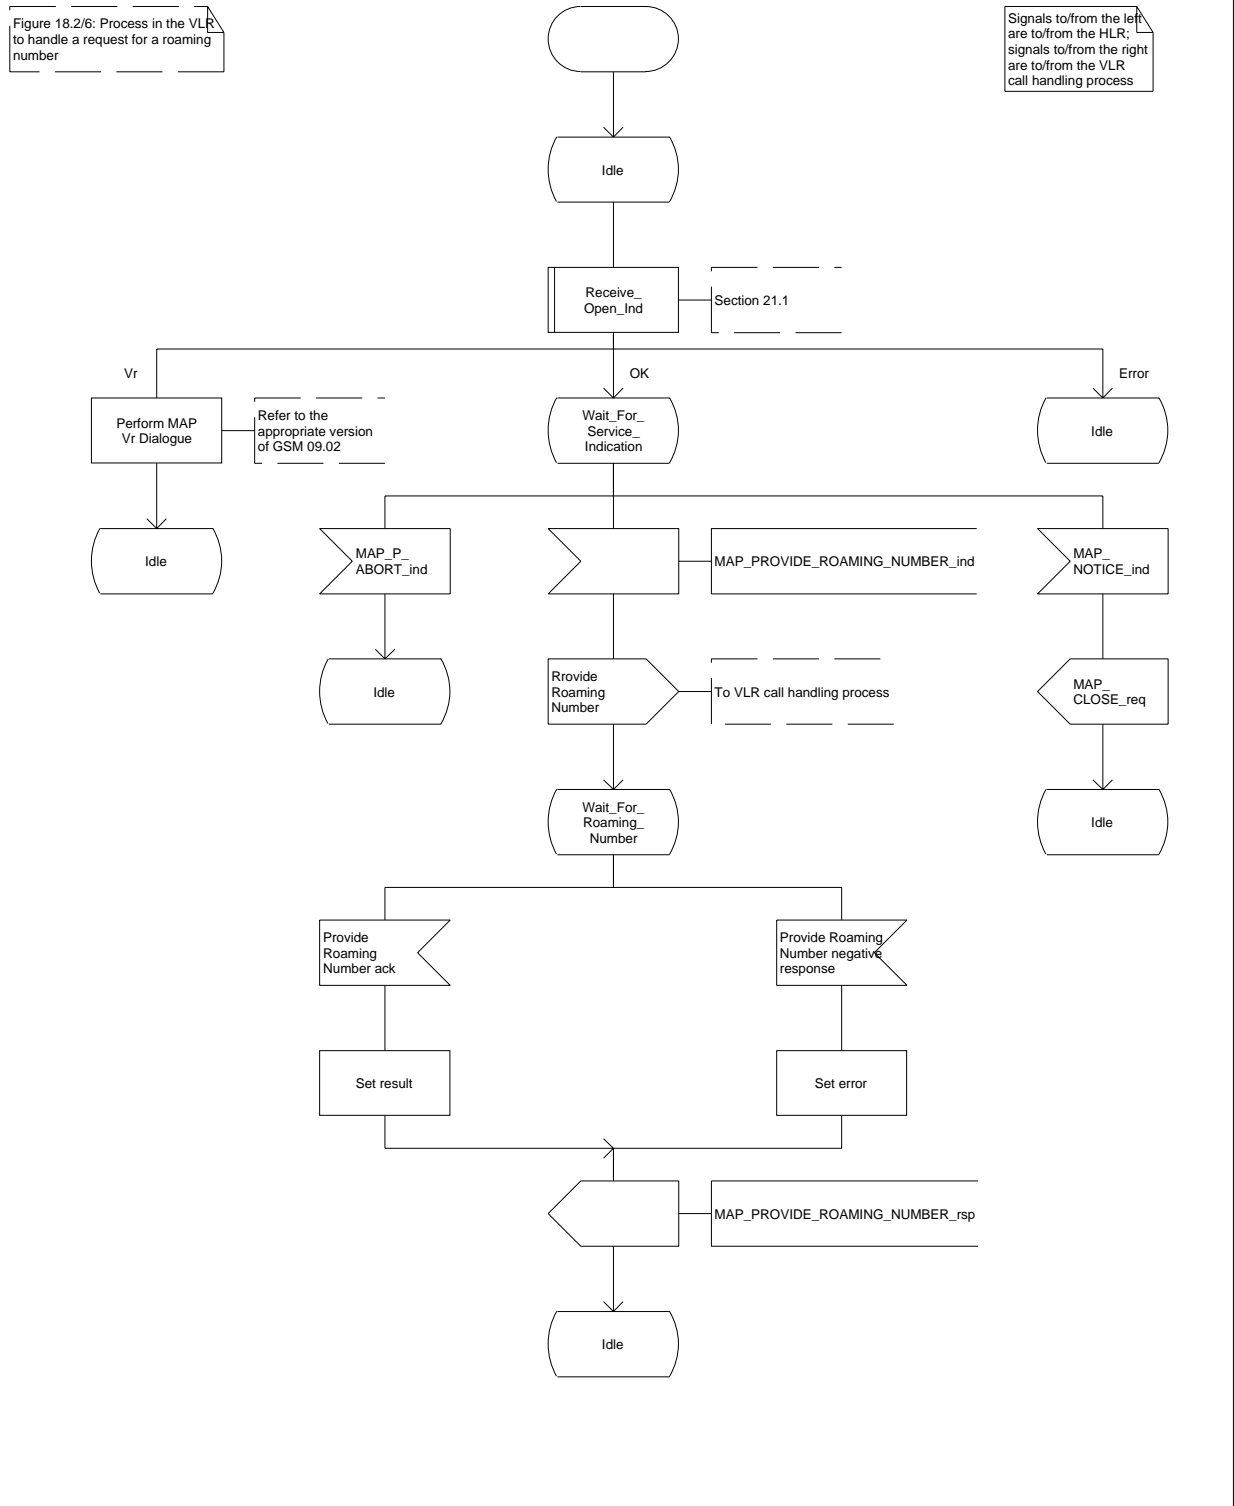 Figure 18.2/6: Process in the VLR
to handle a request for a roaming
number
Signals to/from the left
are to/from the HLR;
signals to/from the right
are to/from the VLR
call handling process
Idle
Receive_
Open_Ind
Section 21.1
Vr
OK
Error
Perform MAP
Vr Dialogue
Refer to the
appropriate version
of GSM 09.02
Wait_For_
Service_
Indication
Idle
Idle
MAP_P_
ABORT_ind
MAP_PROVIDE_ROAMING_NUMBER_ind
MAP_
NOTICE_ind
Idle
Rrovide
Roaming
Number
To VLR call handling process
MAP_
CLOSE_req
Wait_For_
Roaming_
Number
Idle
Provide
Roaming
Number ack
Provide Roaming
Number negative
response
Set result
Set error
MAP_PROVIDE_ROAMING_NUMBER_rsp
Idle